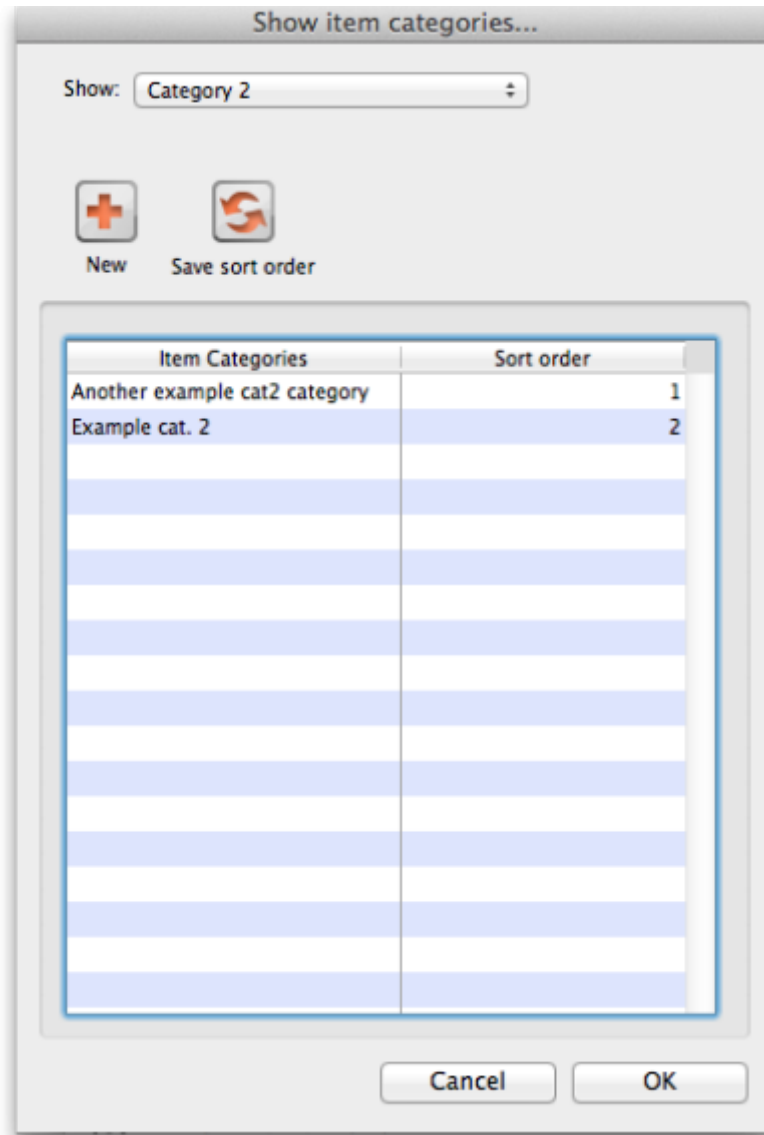 Show item categories...
Show: Category 2
New Save sort order
Item Categories Sort order
Another example cat2 category 1
Example cat. 2 2
Cancel OK